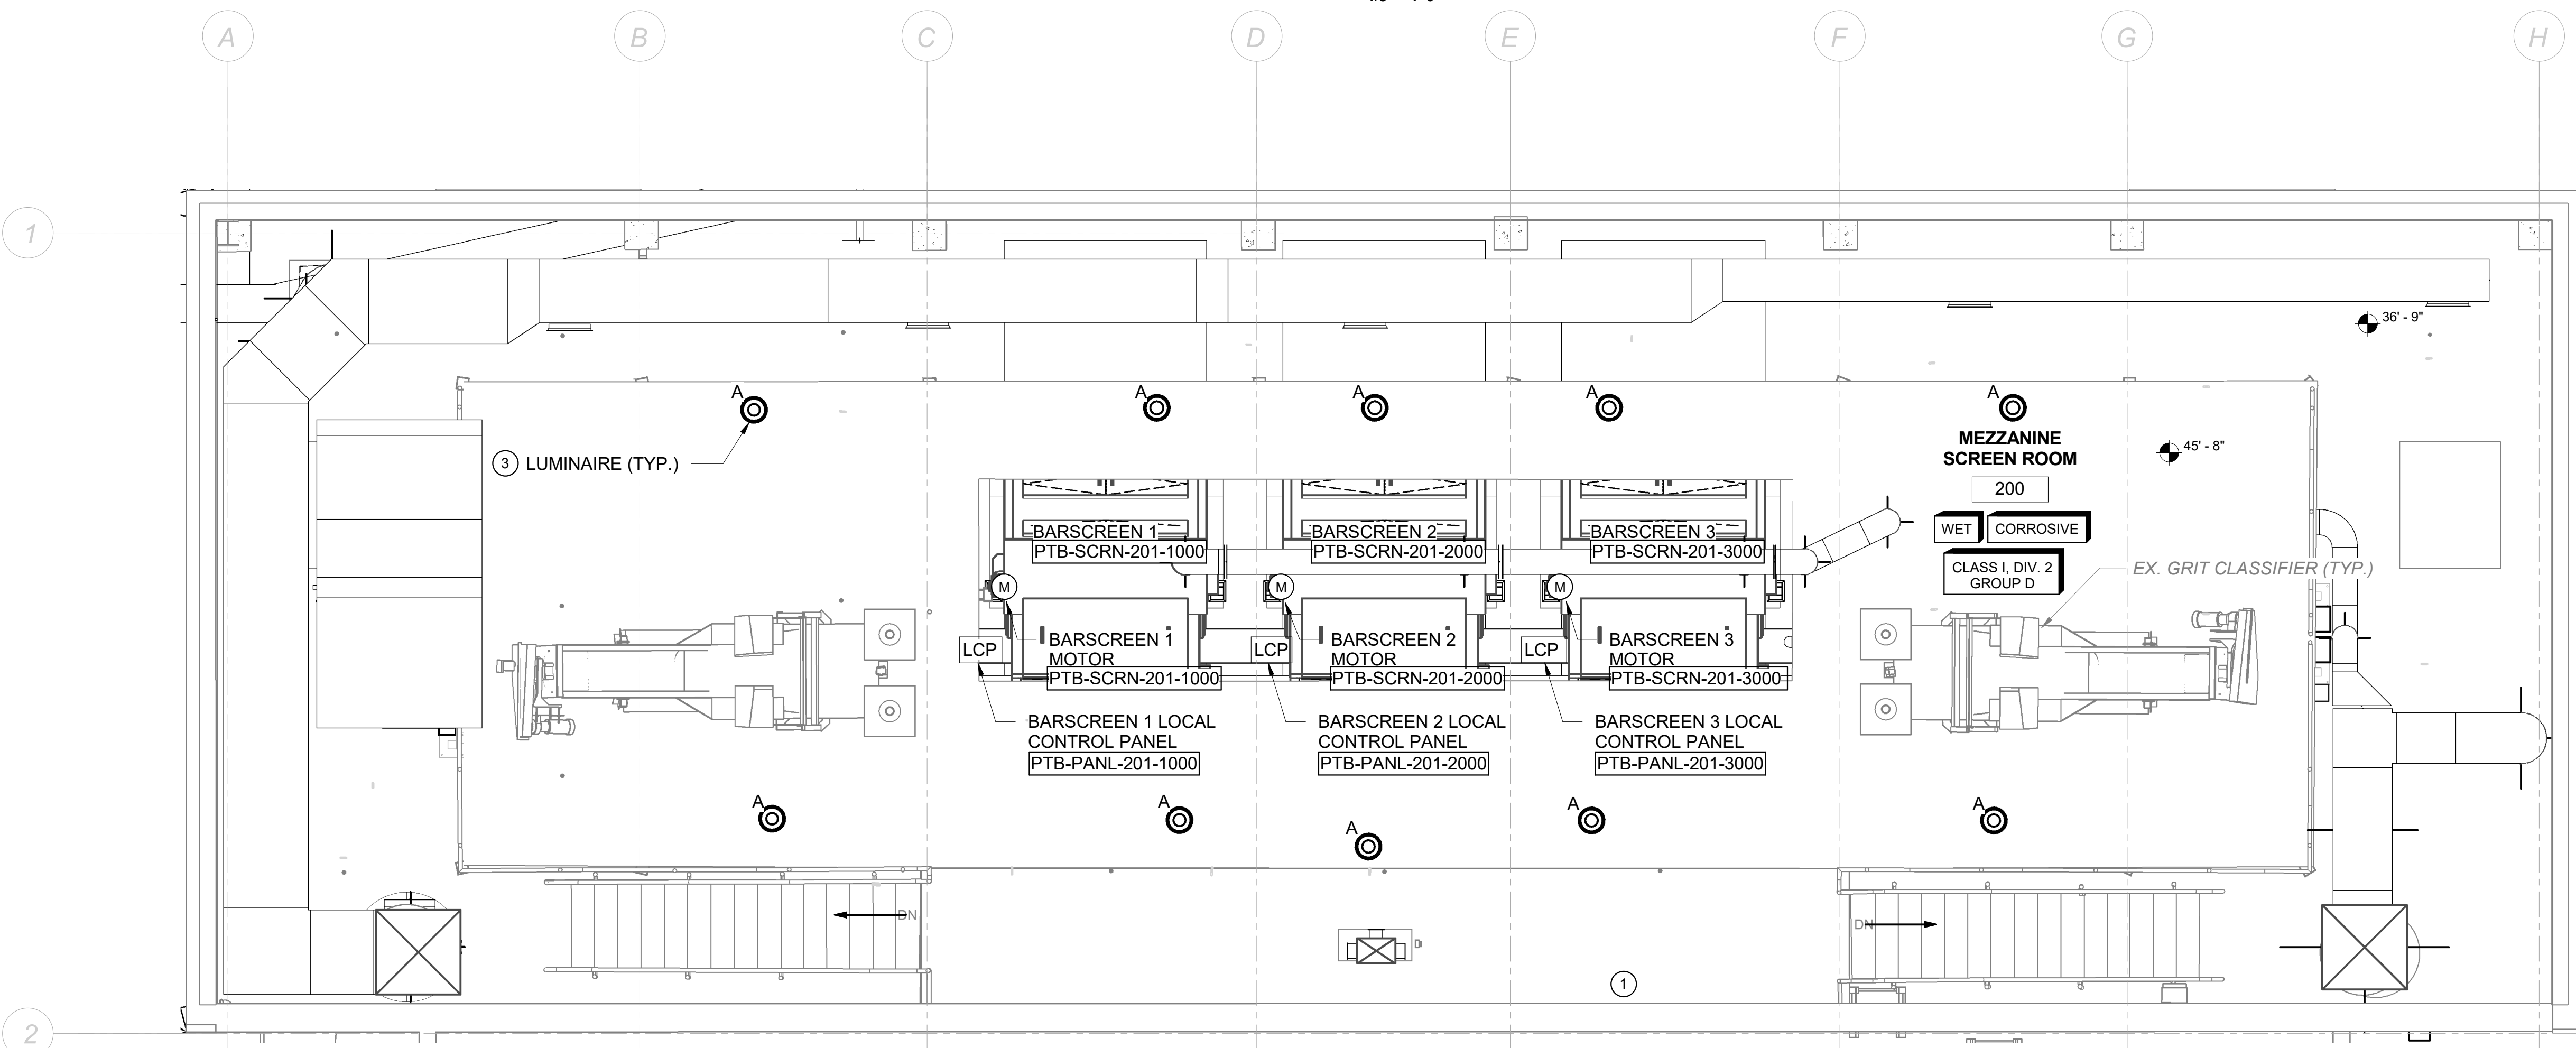 A B C D E F G H
1
36' - 9"
A A A A A
MEZZANINE
SCREEN ROOM
45' - 8"
3 LUMINAIRE (TYP.)
200
WET CORROSIVE
BARSCREEN 1
PTB-SCRN-201-1000
BARSCREEN 2
PTB-SCRN-201-2000
BARSCREEN 3
PTB-SCRN-201-3000
CLASS I, DIV. 2
GROUP D
EX. GRIT CLASSIFIER (TYP.)
M M M
LCP
BARSCREEN 1
MOTOR
PTB-SCRN-201-1000
LCP
BARSCREEN 2
MOTOR
PTB-SCRN-201-2000
LCP
BARSCREEN 3
MOTOR
PTB-SCRN-201-3000
BARSCREEN 1 LOCAL
CONTROL PANEL
PTB-PANL-201-1000
BARSCREEN 2 LOCAL
CONTROL PANEL
PTB-PANL-201-2000
BARSCREEN 3 LOCAL
CONTROL PANEL
PTB-PANL-201-3000
A A A A A
DN DN
1
2